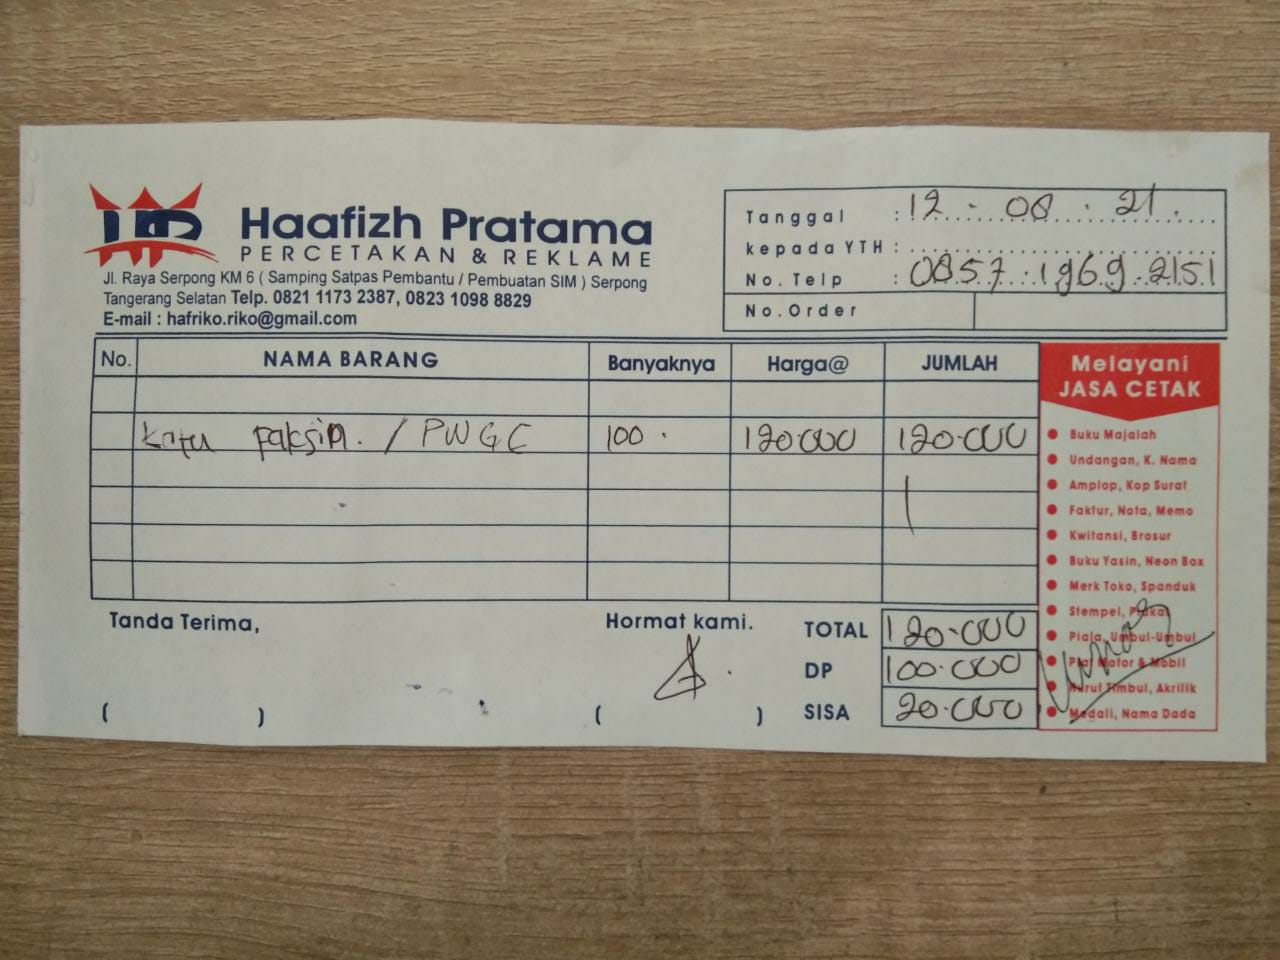 Haafizh Pratama
PERCETAKAN & REKLAME
Jl. Raya Serpong KM 6 ( Samping Satpas Pembantu / Pembuatan SIM ) Serpong
Tangerang Selatan Telp. 0821 1173 2387, 0823 1098 8829
E-mail : hafriko.riko@gmail.com
Tanggal : 12 - 08 - 21.
kepada YTH :
No. Telp : 0857 1969 2151
No. Order
No. NAMA BARANG Banyaknya Harga@ JUMLAH
Kartu paksin. / PWGC 100. 120.000 120.000
Tanda Terima,
Hormat kami.
( )
( )
TOTAL 120.000
DP 100.000
SISA 20.000
Melayani
JASA CETAK
Buku Majalah
Undangan, K. Nama
Amplop, Kop Surat
Faktur, Nota, Memo
Kwitansi, Brosur
Buku Yasin, Neon Box
Merk Toko, Spanduk
Stempel, Plakat
Piala, Umbul-Umbul
Plat Motor & Mobil
Huruf Timbul, Akrilik
Medali, Nama Dada
Lunas